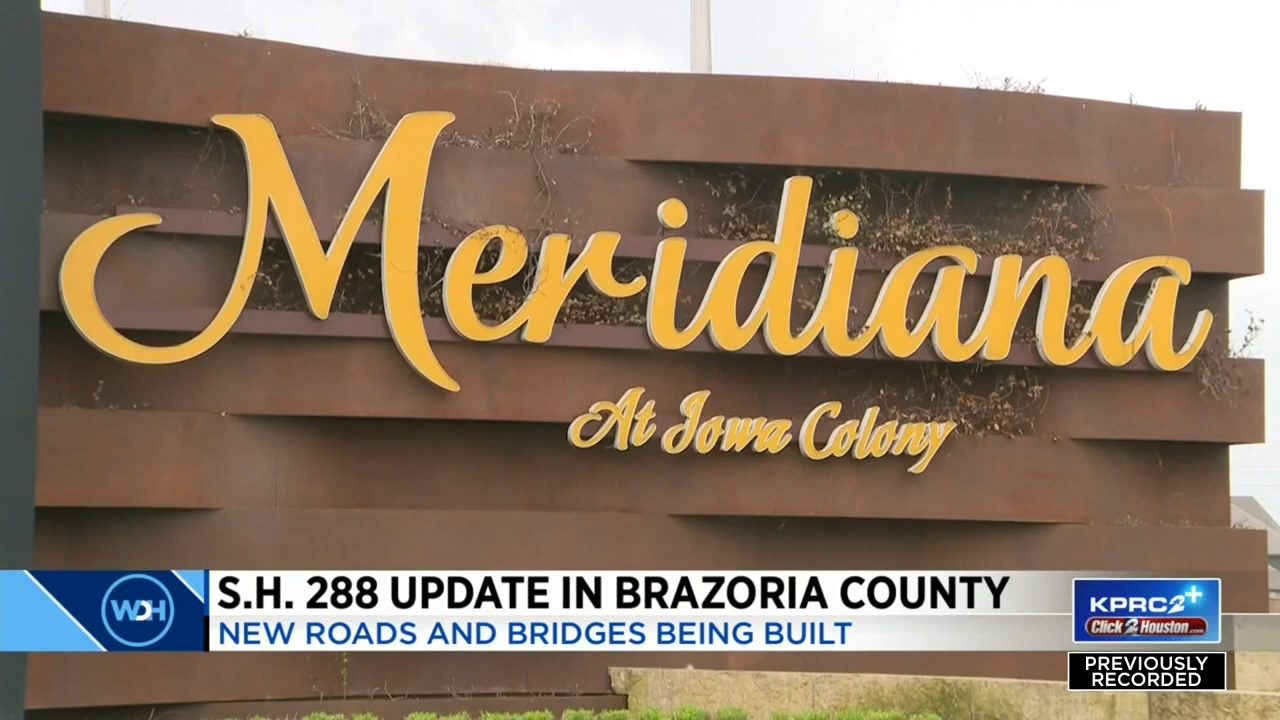 Meridiana
At Iowa Colony
WDH
S.H. 288 UPDATE IN BRAZORIA COUNTY
NEW ROADS AND BRIDGES BEING BUILT
KPRC2+
Click2Houston.com
PREVIOUSLY
RECORDED